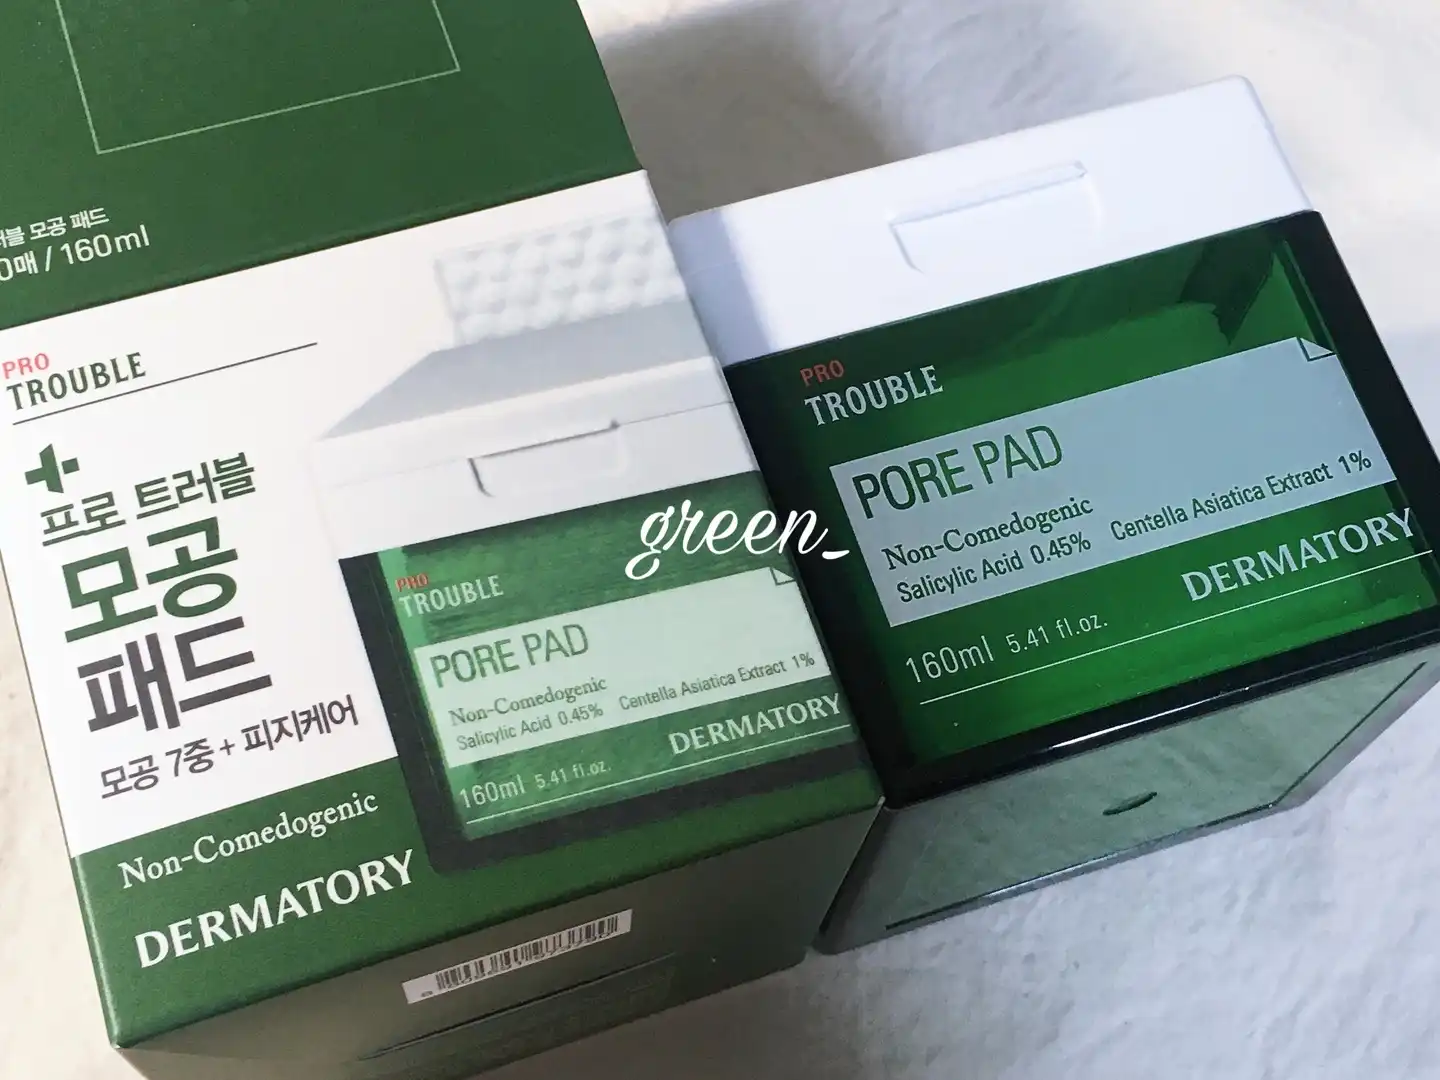 모공 패드
/ 160ml
PRO
TROUBLE
프로 트러블
모공
패드
모공 7중 + 피지케어
Non-Comedogenic
DERMATORY
PRO
TROUBLE
PORE PAD
Non-Comedogenic
Salicylic Acid 0.45%
Centella Asiatica Extract 1%
DERMATORY
160ml 5.41 fl.oz.
green_
PRO
TROUBLE
PORE PAD
Non-Comedogenic
Salicylic Acid 0.45%
Centella Asiatica Extract 1%
DERMATORY
160ml 5.41 fl.oz.